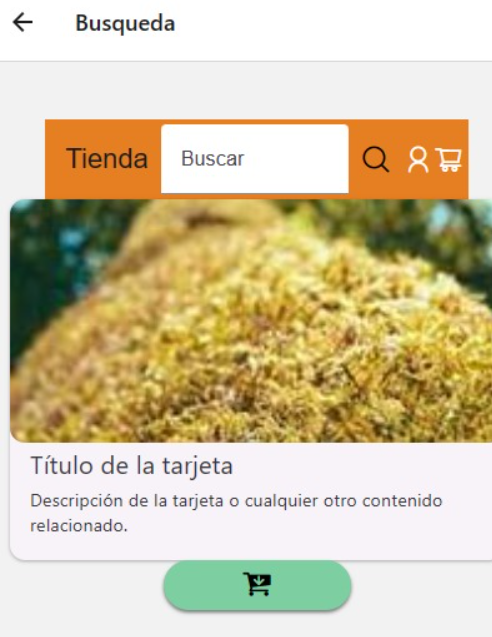 Busqueda
Tienda
Buscar
Título de la tarjeta
Descripción de la tarjeta o cualquier otro contenido
relacionado.